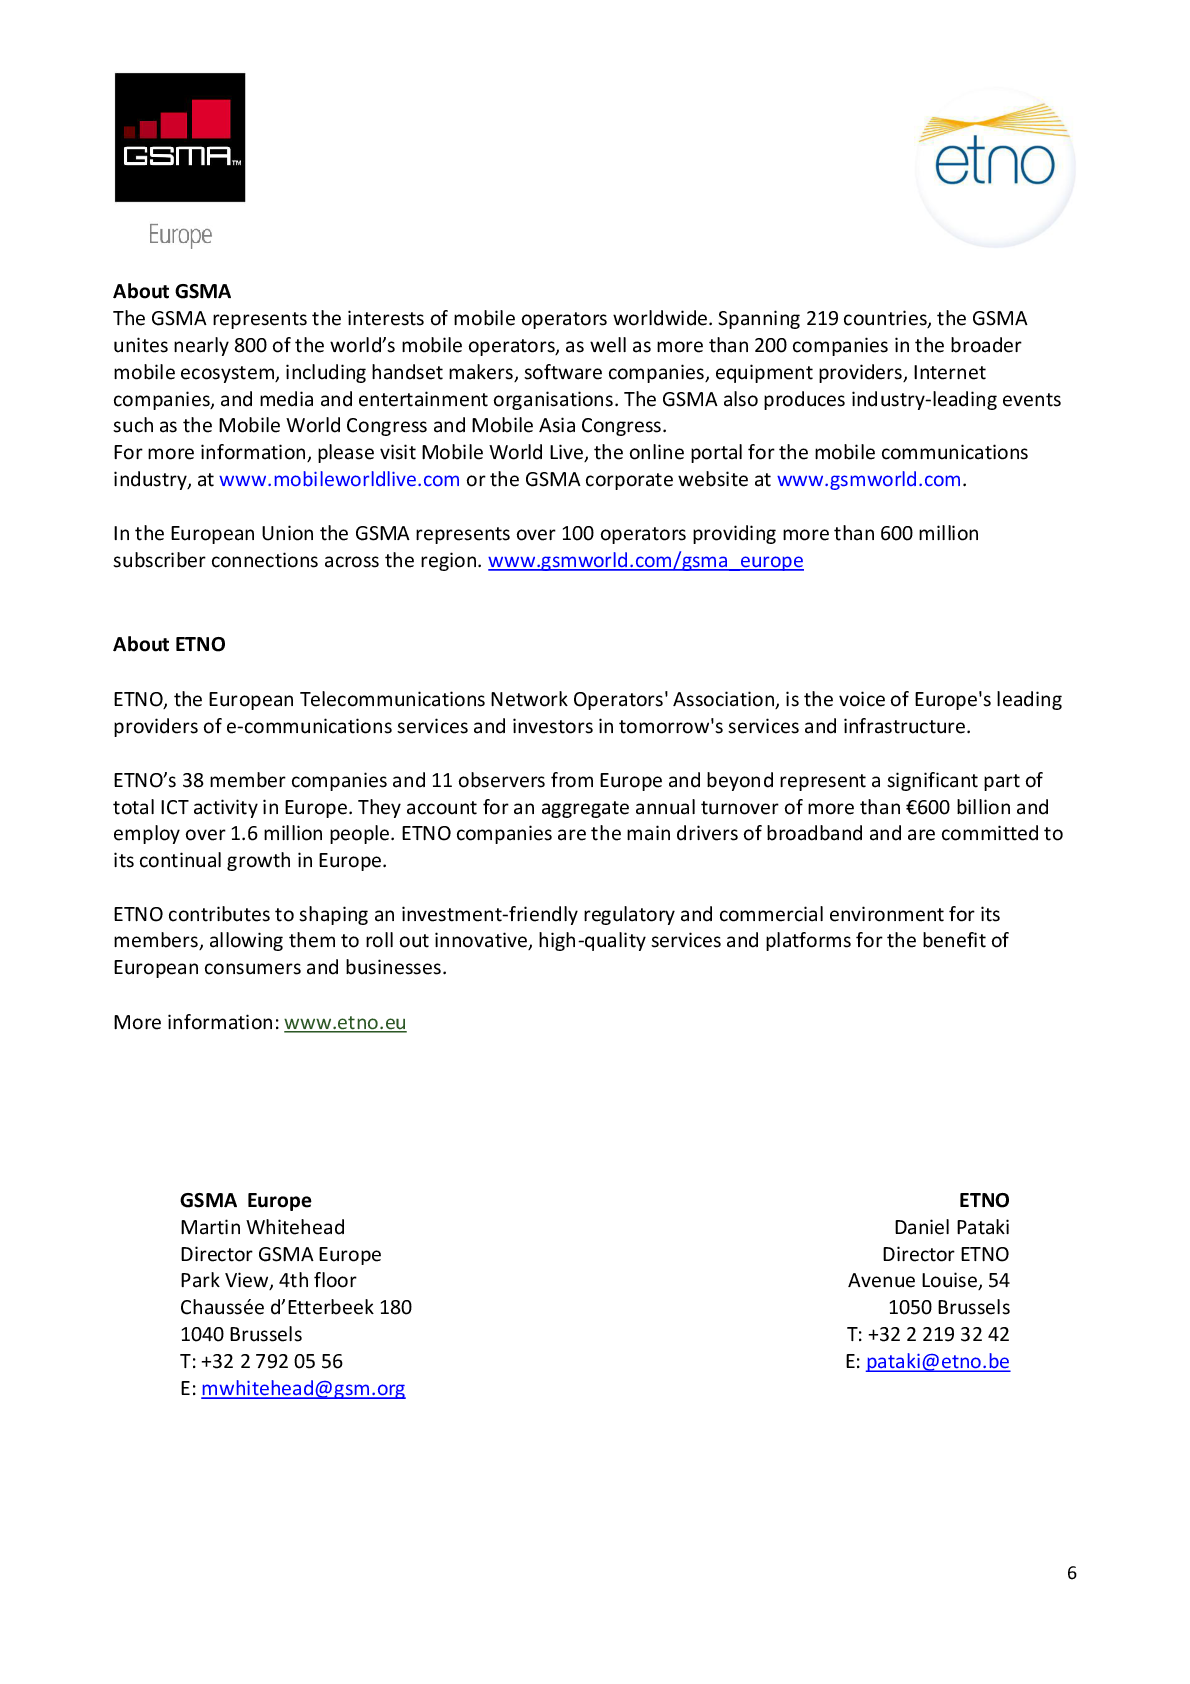 GSMA™
Europe
etno
About GSMA
The GSMA represents the interests of mobile operators worldwide. Spanning 219 countries, the GSMA
unites nearly 800 of the world’s mobile operators, as well as more than 200 companies in the broader
mobile ecosystem, including handset makers, software companies, equipment providers, Internet
companies, and media and entertainment organisations. The GSMA also produces industry-leading events
such as the Mobile World Congress and Mobile Asia Congress.
For more information, please visit Mobile World Live, the online portal for the mobile communications
industry, at www.mobileworldlive.com or the GSMA corporate website at www.gsmworld.com.
In the European Union the GSMA represents over 100 operators providing more than 600 million
subscriber connections across the region. www.gsmworld.com/gsma_europe
About ETNO
ETNO, the European Telecommunications Network Operators' Association, is the voice of Europe's leading
providers of e-communications services and investors in tomorrow's services and infrastructure.
ETNO’s 38 member companies and 11 observers from Europe and beyond represent a significant part of
total ICT activity in Europe. They account for an aggregate annual turnover of more than €600 billion and
employ over 1.6 million people. ETNO companies are the main drivers of broadband and are committed to
its continual growth in Europe.
ETNO contributes to shaping an investment-friendly regulatory and commercial environment for its
members, allowing them to roll out innovative, high-quality services and platforms for the benefit of
European consumers and businesses.
More information: www.etno.eu
GSMA  Europe
Martin Whitehead
Director GSMA Europe
Park View, 4th floor
Chaussée d’Etterbeek 180
1040 Brussels
T: +32 2 792 05 56
E: mwhitehead@gsm.org
ETNO
Daniel Pataki
Director ETNO
Avenue Louise, 54
1050 Brussels
T: +32 2 219 32 42
E: pataki@etno.be
6